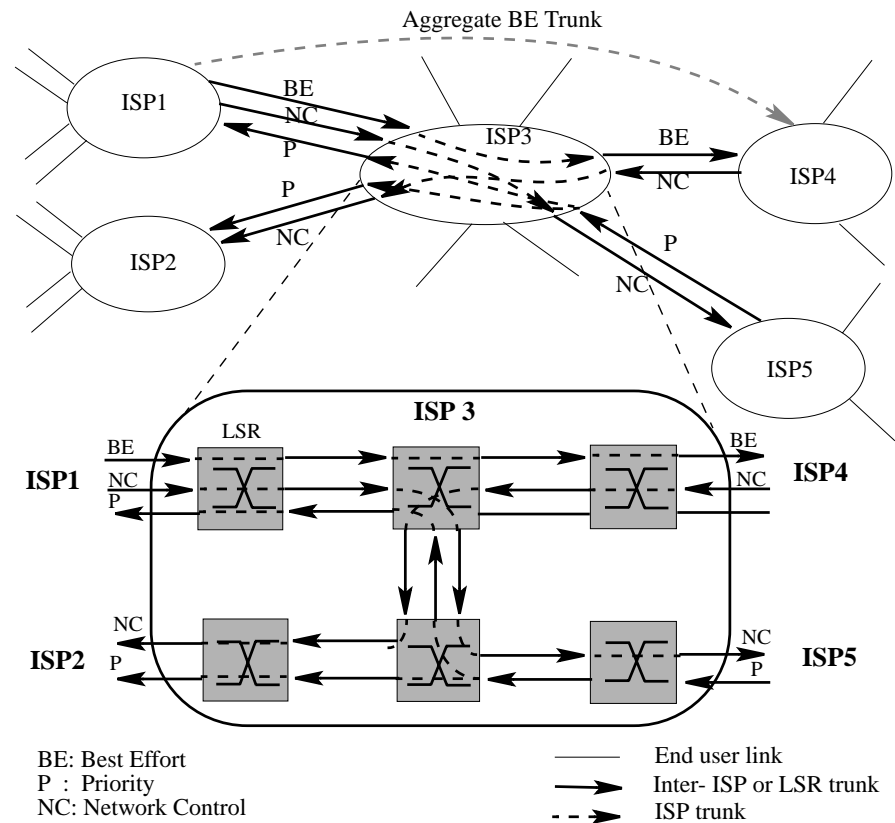 Aggregate BE Trunk
ISP1
BE
NC
P
ISP3
BE
NC
ISP4
P
NC
ISP2
P
NC
ISP5
ISP 3
LSR
ISP1
BE
NC
P
BE
NC
ISP4
ISP2
NC
P
NC
P
ISP5
BE: Best Effort
P : Priority
NC: Network Control
End user link
Inter- ISP or LSR trunk
ISP trunk